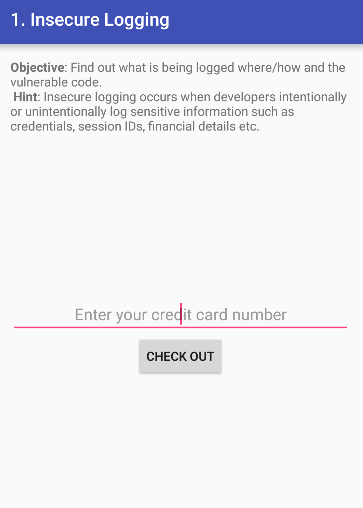 1. Insecure Logging
Objective: Find out what is being logged where/how and the
vulnerable code.
Hint: Insecure logging occurs when developers intentionally
or unintentionally log sensitive information such as
credentials, session IDs, financial details etc.
Enter your credit card number
CHECK OUT